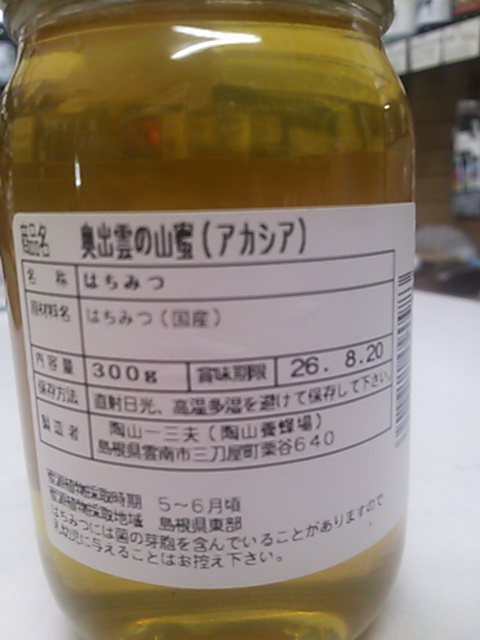 商品名 奥出雲の山蜜(アカシア)
名 称 はちみつ
原材料名 はちみつ(国産)
内容量 300g 賞味期限 26. 8.20
保存方法 直射日光、高温多湿を避けて保存して下さい。
製造者 陶山一三夫(陶山養蜂場)
島根県雲南市三刀屋町粟谷640
蜜源植物採取時期 5~6月頃
蜜源植物採取地域 島根県東部
はちみつには菌の芽胞を含んでいることがありますので
乳幼児に与えることはお控え下さい。